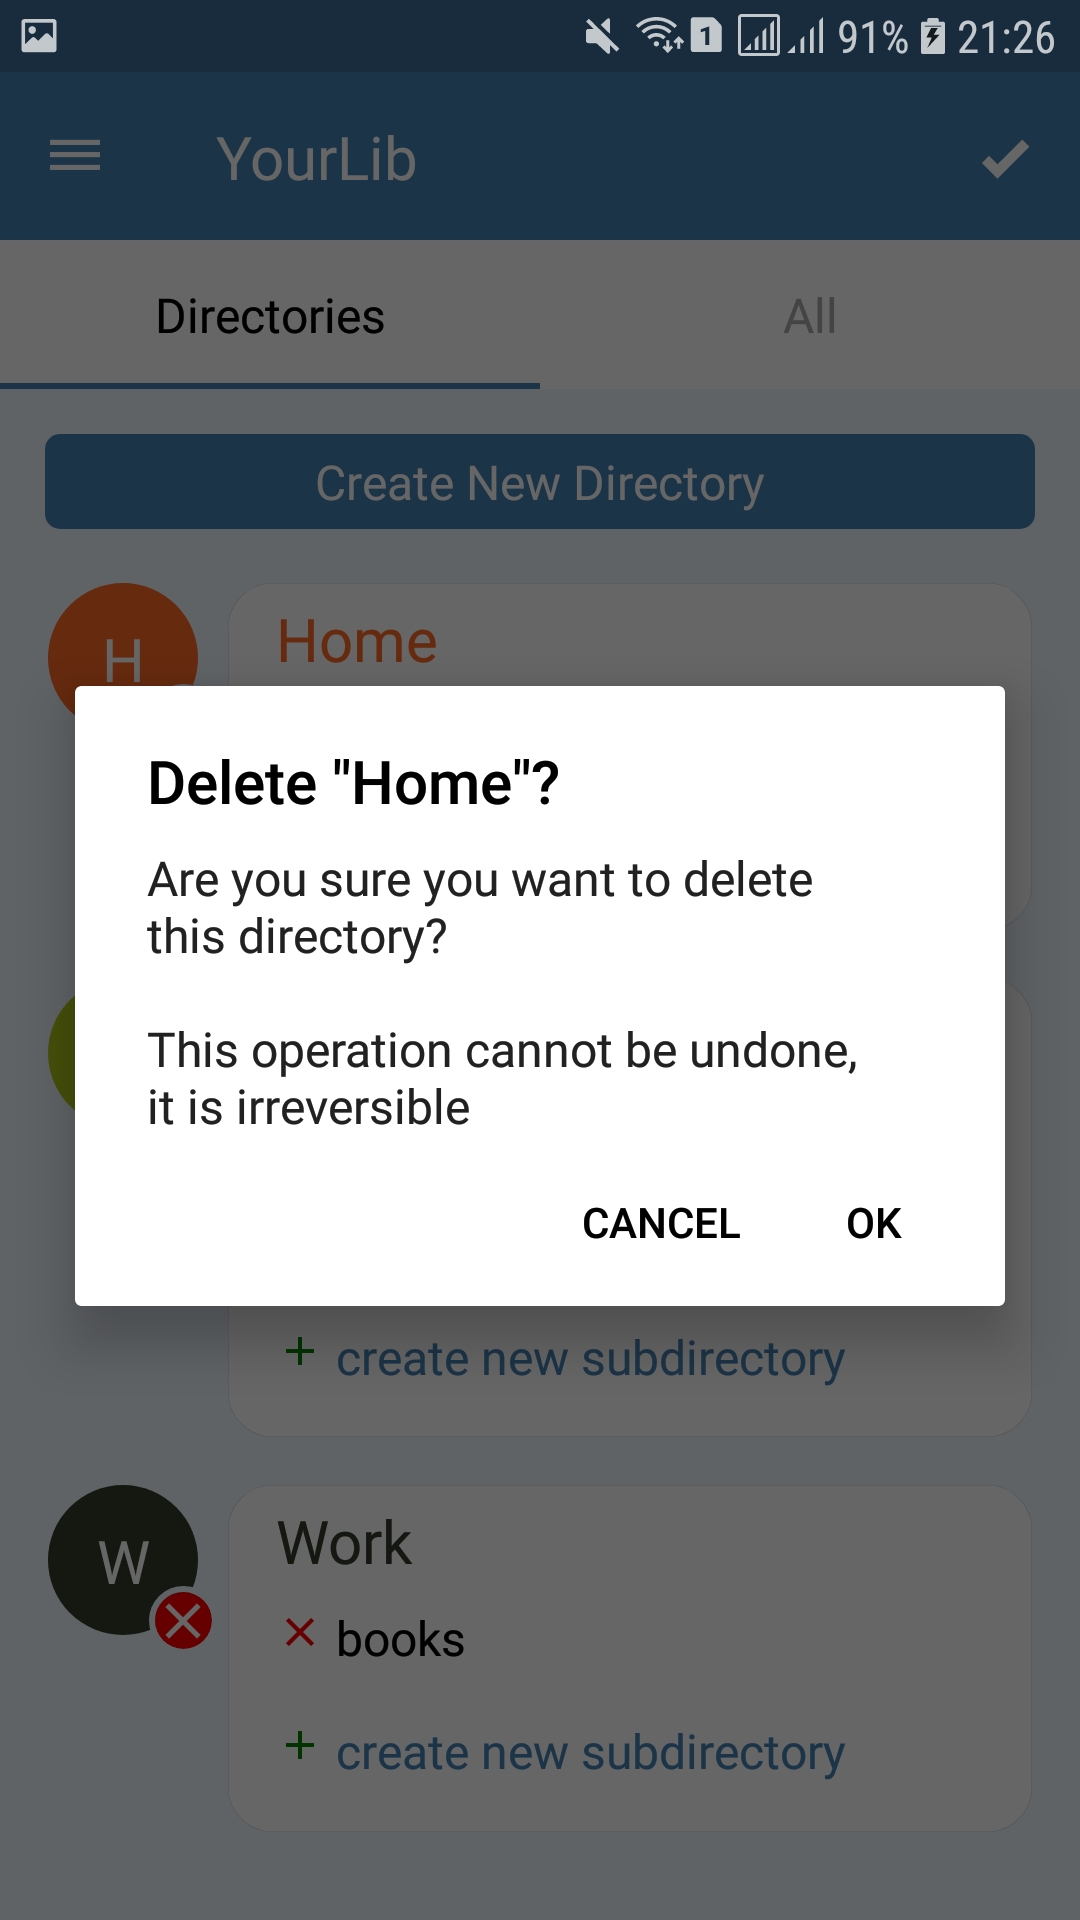 1 91% 21:26
YourLib
Directories All
Create New Directory
H Home
Delete "Home"?
Are you sure you want to delete
this directory?
This operation cannot be undone,
it is irreversible
CANCEL OK
+ create new subdirectory
W Work
books
+ create new subdirectory